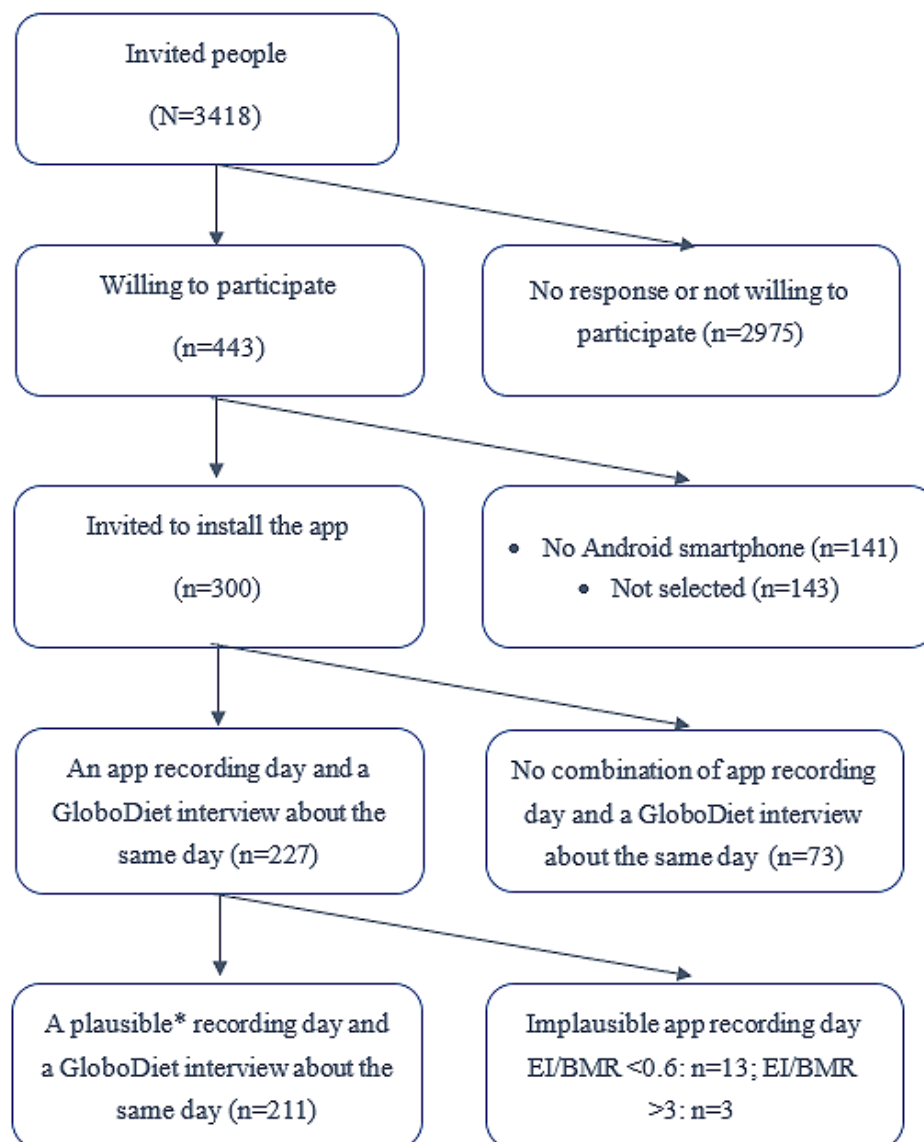 Invited people
(N=3418)
Willing to participate
(n=443)
No response or not willing to
participate (n=2975)
Invited to install the app
(n=300)
• No Android smartphone (n=141)
• Not selected (n=143)
An app recording day and a
GloboDiet interview about the
same day (n=227)
No combination of app recording
day and a GloboDiet interview
about the same day (n=73)
A plausible* recording day and
a GloboDiet interview about the
same day (n=211)
Implausible app recording day
EI/BMR <0.6: n=13; EI/BMR
>3: n=3